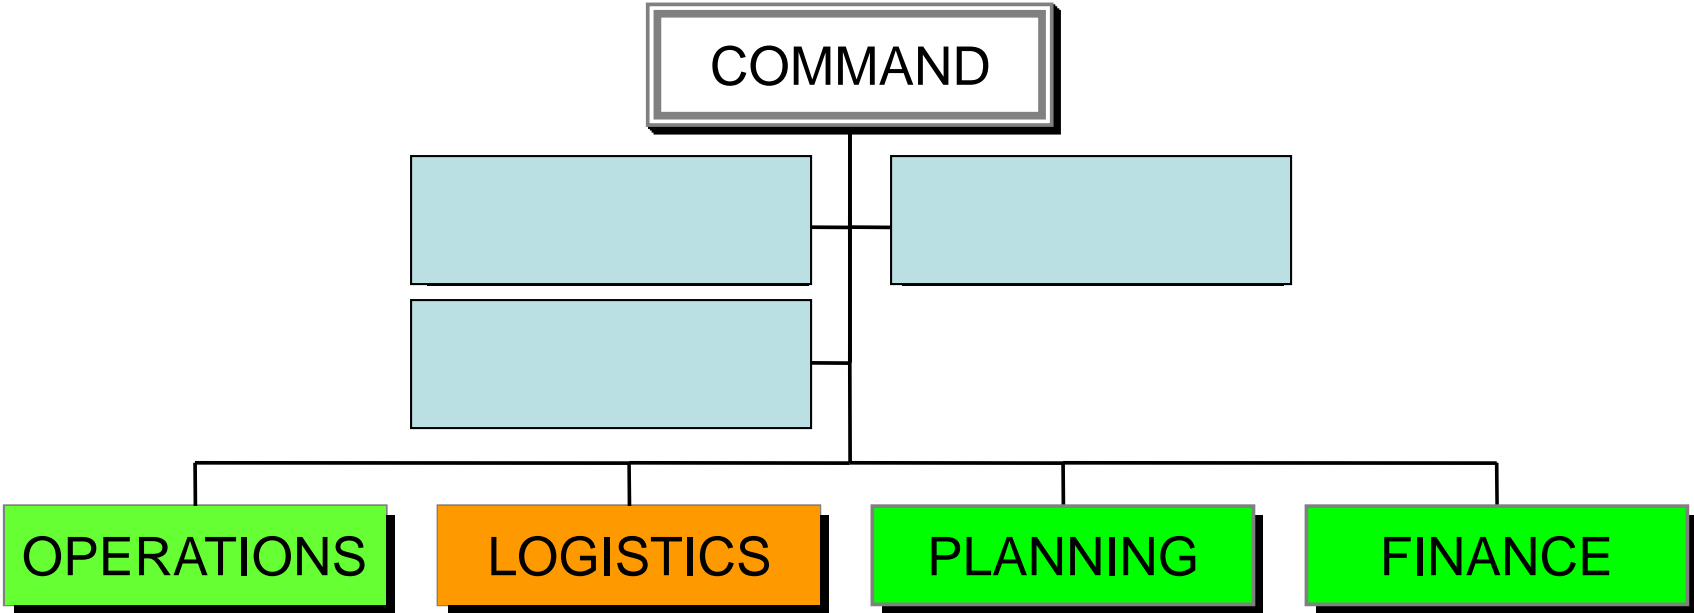 COMMAND
OPERATIONS
LOGISTICS
PLANNING
FINANCE